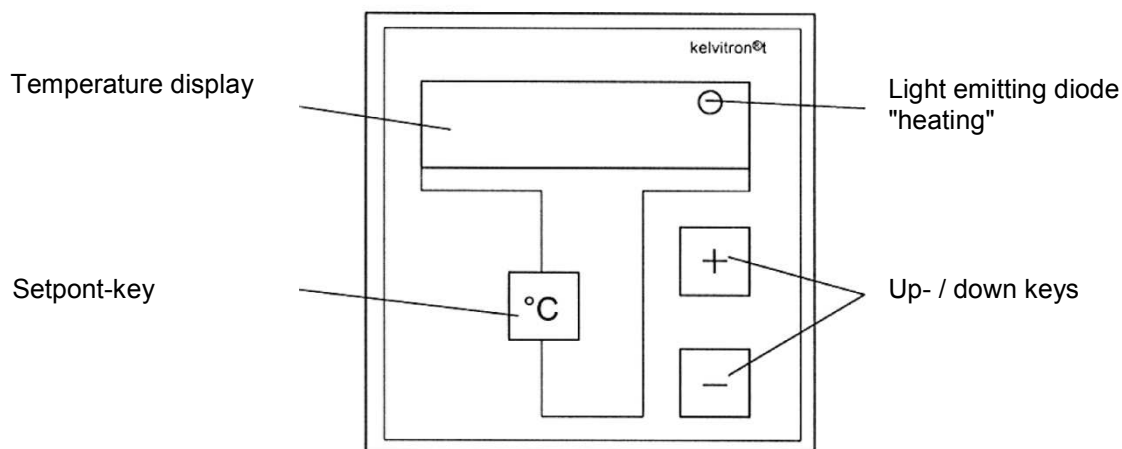 kelvitron®t
Temperature display
Light emitting diode
"heating"
+
Setpont-key
°C
Up- / down keys
−